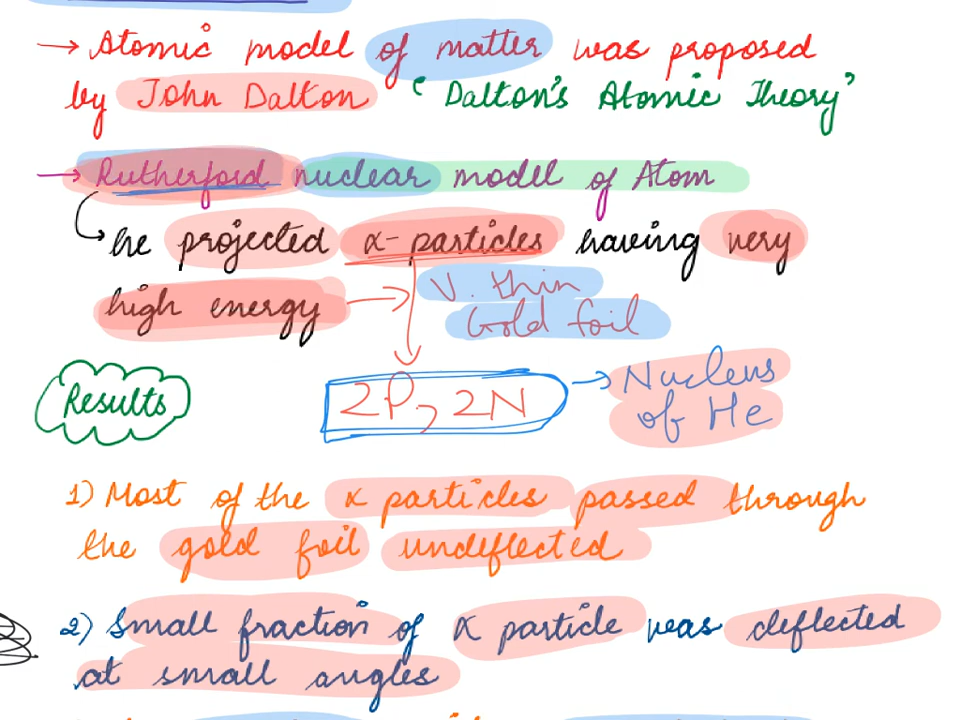 → Atomic model of matter was proposed
by John Dalton ‘Dalton's Atomic Theory’
→ Rutherford nuclear model of Atom
he projected α-particles having very
high energy → V. thin
Gold foil
2P, 2N → Nucleus
of He
Results
1) Most of the α particles passed through
the gold foil undeflected
2) Small fraction of α particle was deflected
at small angles